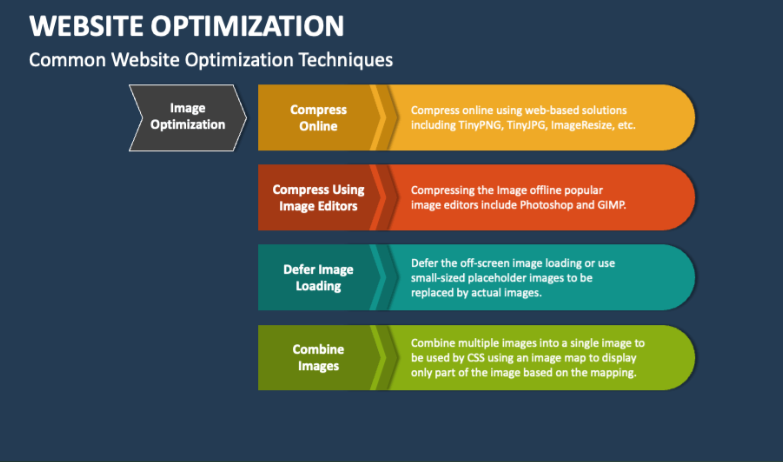 WEBSITE OPTIMIZATION
Common Website Optimization Techniques
Image
Optimization
Compress
Online
Compress online using web-based solutions
including TinyPNG, TinyJPG, ImageResize, etc.
Compress Using
Image Editors
Compressing the Image offline popular
image editors include Photoshop and GIMP.
Defer Image
Loading
Defer the off-screen image loading or use
small-sized placeholder images to be
replaced by actual images.
Combine
Images
Combine multiple images into a single image to
be used by CSS using an image map to display
only part of the image based on the mapping.